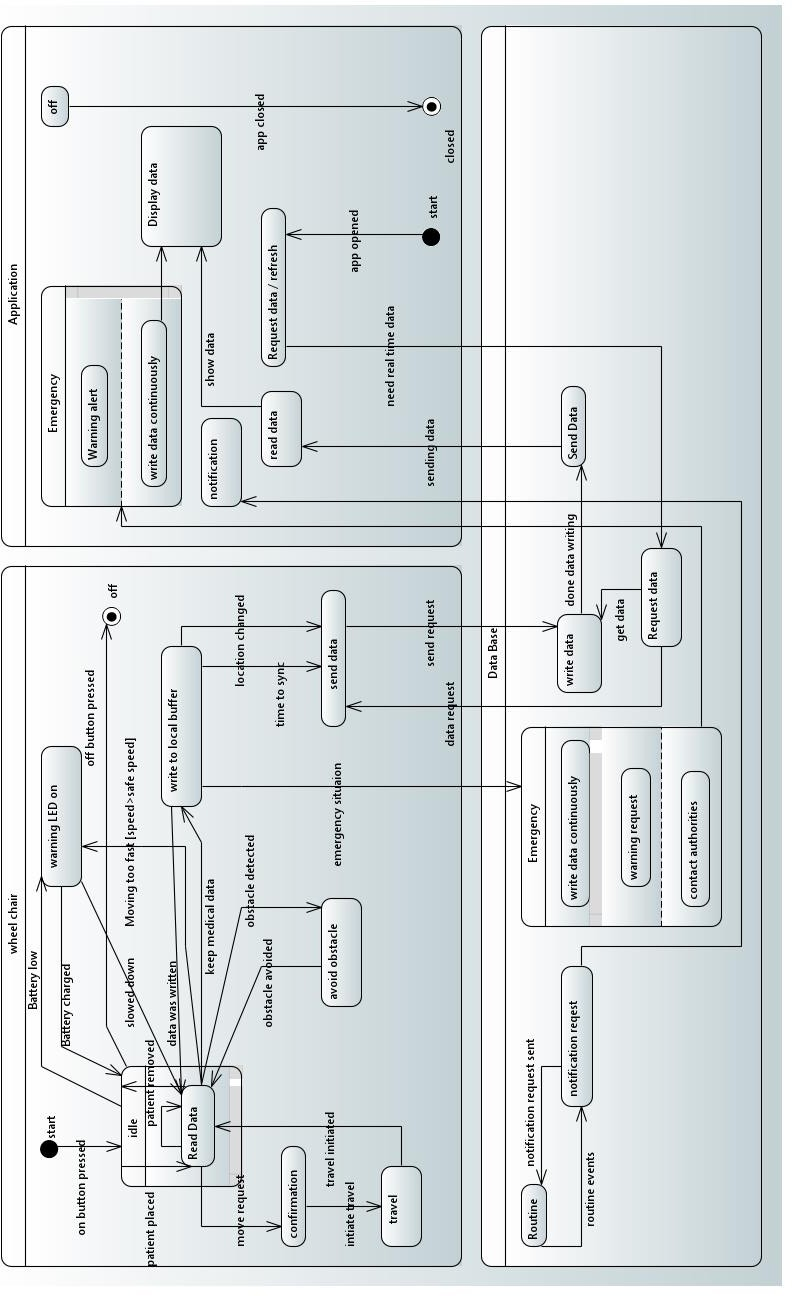 wheel chair
start
on button pressed
Battery low
Battery charged
warning LED on
off button pressed
off
idle
patient removed
patient placed
Read Data
slowed down
Moving too fast [speed>safe speed]
data was written
keep medical data
write to local buffer
location changed
time to sync
send data
obstacle detected
obstacle avoided
avoid obstacle
emergency situaion
move request
confirmation
travel initiated
intiate travel
travel
send request
data request
Application
Emergency
Warning alert
write data continuously
off
app closed
closed
Display data
show data
notification
read data
Request data / refresh
app opened
start
need real time data
sending data
Data Base
Routine
notification request sent
routine events
notification reqest
Emergency
write data continuously
warning request
contact authorities
write data
done data writing
get data
Request data
Send Data